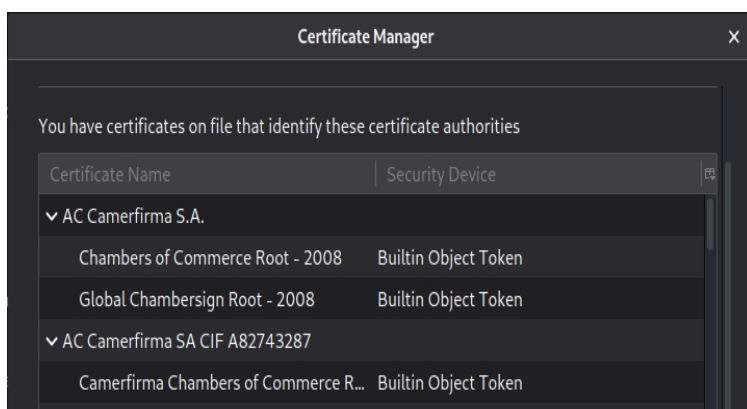 Certificate Manager
You have certificates on file that identify these certificate authorities
Certificate Name Security Device
AC Camerfirma S.A.
Chambers of Commerce Root - 2008 Builtin Object Token
Global Chambersign Root - 2008 Builtin Object Token
AC Camerfirma SA CIF A82743287
Camerfirma Chambers of Commerce R... Builtin Object Token